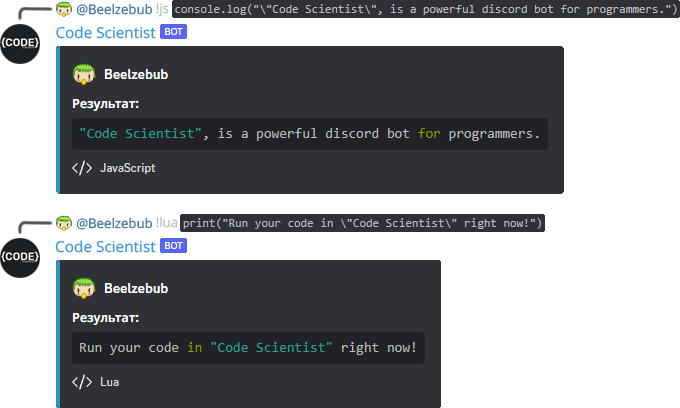 @Beelzebub !js console.log("\"Code Scientist\", is a powerful discord bot for programmers.")
{CODE}
Code Scientist BOT
Beelzebub
Результат:
"Code Scientist", is a powerful discord bot for programmers.
</> JavaScript
@Beelzebub !lua print("Run your code in \"Code Scientist\" right now!")
{CODE}
Code Scientist BOT
Beelzebub
Результат:
Run your code in "Code Scientist" right now!
</> Lua